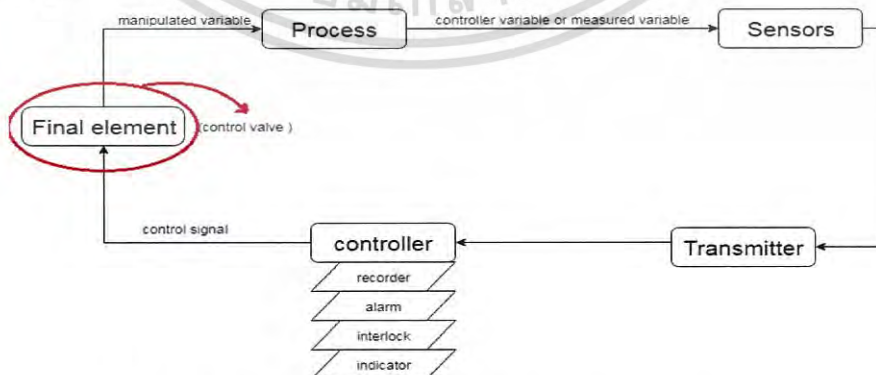 manipulated variable
Process
controller variable or measured variable
Sensors
Final element
(control valve )
control signal
controller
Transmitter
recorder
alarm
interlock
indicator